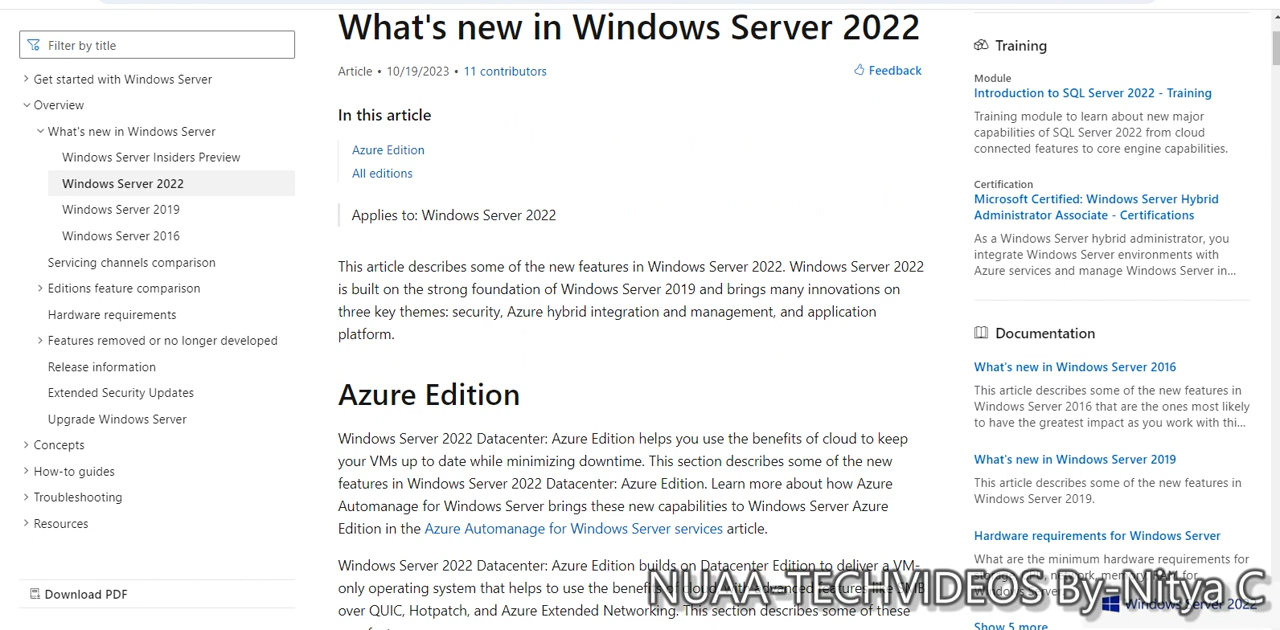 Filter by title
Get started with Windows Server
Overview
What's new in Windows Server
Windows Server Insiders Preview
Windows Server 2022
Windows Server 2019
Windows Server 2016
Servicing channels comparison
Editions feature comparison
Hardware requirements
Features removed or no longer developed
Release information
Extended Security Updates
Upgrade Windows Server
Concepts
How-to guides
Troubleshooting
Resources
Download PDF
What's new in Windows Server 2022
Article • 10/19/2023 • 11 contributors
Feedback
In this article
Azure Edition
All editions
Applies to: Windows Server 2022
This article describes some of the new features in Windows Server 2022. Windows Server 2022
is built on the strong foundation of Windows Server 2019 and brings many innovations on
three key themes: security, Azure hybrid integration and management, and application
platform.
Azure Edition
Windows Server 2022 Datacenter: Azure Edition helps you use the benefits of cloud to keep
your VMs up to date while minimizing downtime. This section describes some of the new
features in Windows Server 2022 Datacenter: Azure Edition. Learn more about how Azure
Automanage for Windows Server brings these new capabilities to Windows Server Azure
Edition in the Azure Automanage for Windows Server services article.
Windows Server 2022 Datacenter: Azure Edition builds on Datacenter Edition to deliver a VM-
only operating system that helps to use the benefits of cloud with advanced features like SMB
over QUIC, Hotpatch, and Azure Extended Networking. This section describes some of these
Training
Module
Introduction to SQL Server 2022 - Training
Training module to learn about new major
capabilities of SQL Server 2022 from cloud
connected features to core engine capabilities.
Certification
Microsoft Certified: Windows Server Hybrid
Administrator Associate - Certifications
As a Windows Server hybrid administrator, you
integrate Windows Server environments with
Azure services and manage Windows Server in...
Documentation
What's new in Windows Server 2016
This article describes some of the new features in
Windows Server 2016 that are the ones most likely
to have the greatest impact as you work with thi...
What's new in Windows Server 2019
This article describes some of the new features in
Windows Server 2019.
Hardware requirements for Windows Server
What are the minimum hardware requirements for
Windows Server
Show 5 more
NUAA-TECHVIDEOS By-Nitya C
Windows Server 2022